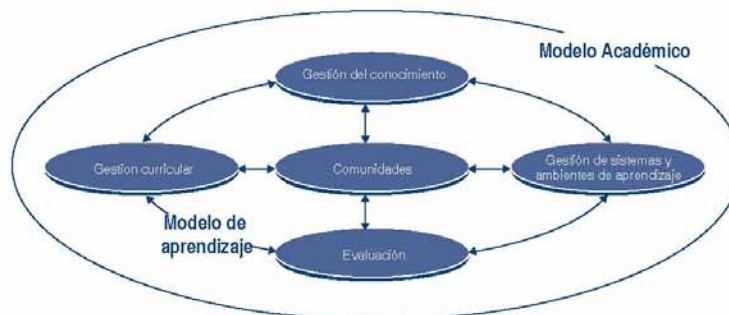 Modelo Académico
Gestión del conocimiento
Gestion curricular
Comunidades
Gestión de sistemas y
ambientes de aprendizaje
Modelo de
aprendizaje
Evaluación